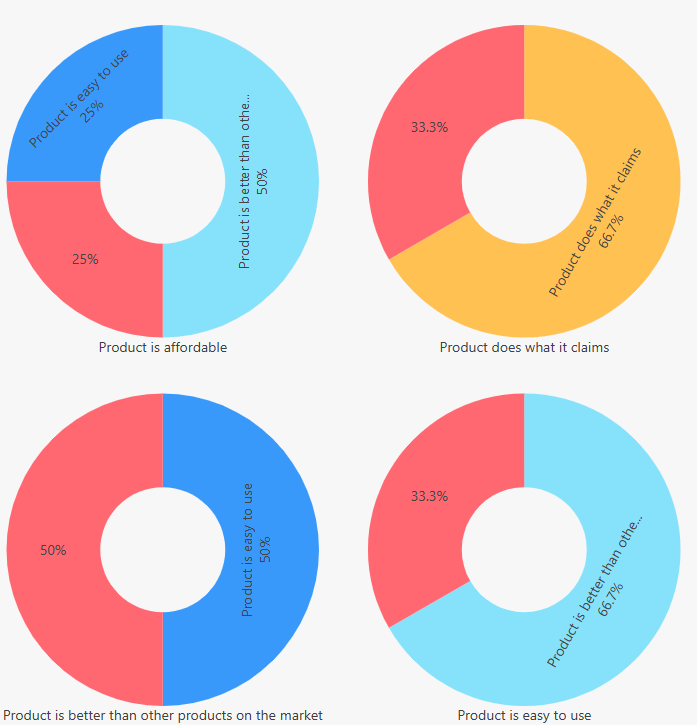 Product is easy to use
25%
Product is better than othe...
50%
25%
Product is affordable
33.3%
Product does what it claims
66.7%
Product does what it claims
50%
Product is easy to use
50%
Product is better than other products on the market
33.3%
Product is better than othe...
66.7%
Product is easy to use